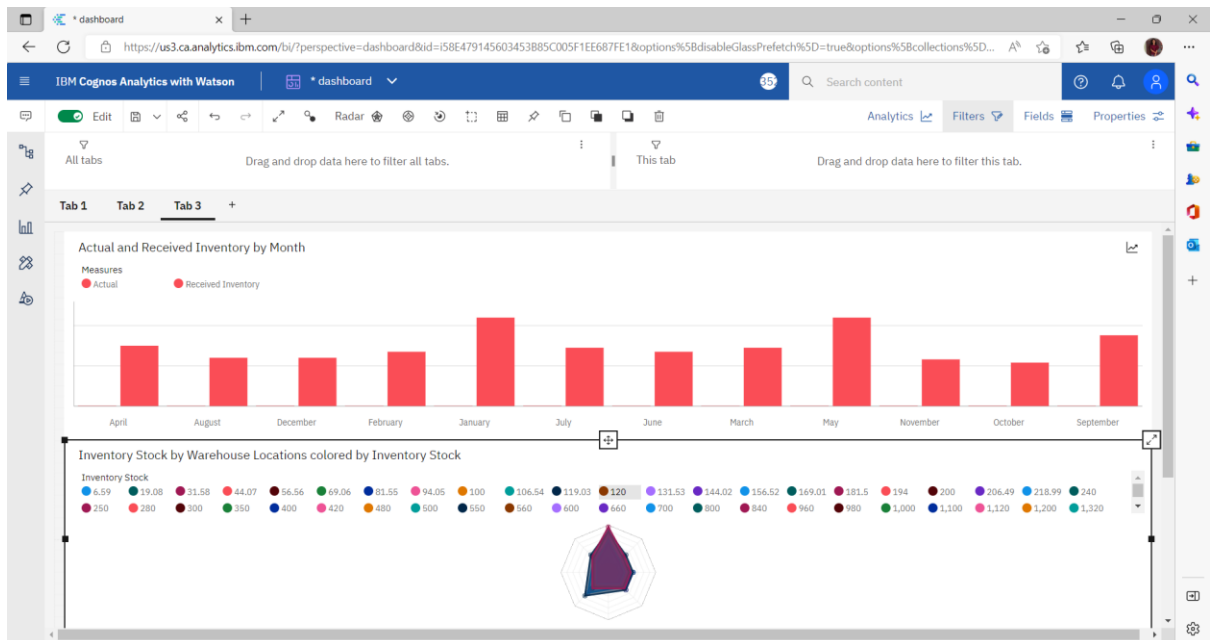 * dashboard
https://us3.ca.analytics.ibm.com/bi/?perspective=dashboard&id=i58E479145603453B85C005F1EE687FE1&options%5BdisableGlassPrefetch%5D=true&options%5Bcollections%5D...
IBM Cognos Analytics with Watson
* dashboard
Search content
Edit
Radar
Analytics
Filters
Fields
Properties
All tabs
Drag and drop data here to filter all tabs.
This tab
Drag and drop data here to filter this tab.
Tab 1 Tab 2 Tab 3 +
Actual and Received Inventory by Month
Measures
Actual Received Inventory
April August December February January July June March May November October September
Inventory Stock by Warehouse Locations colored by Inventory Stock
Inventory Stock
6.59 19.08 31.58 44.07 56.56 69.06 81.55 94.05 100 106.54 119.03 120 131.53 144.02 156.52 169.01 181.5 194 200 206.49 218.99 240
250 280 300 350 400 420 480 500 550 560 600 660 700 800 840 960 980 1,000 1,100 1,120 1,200 1,320